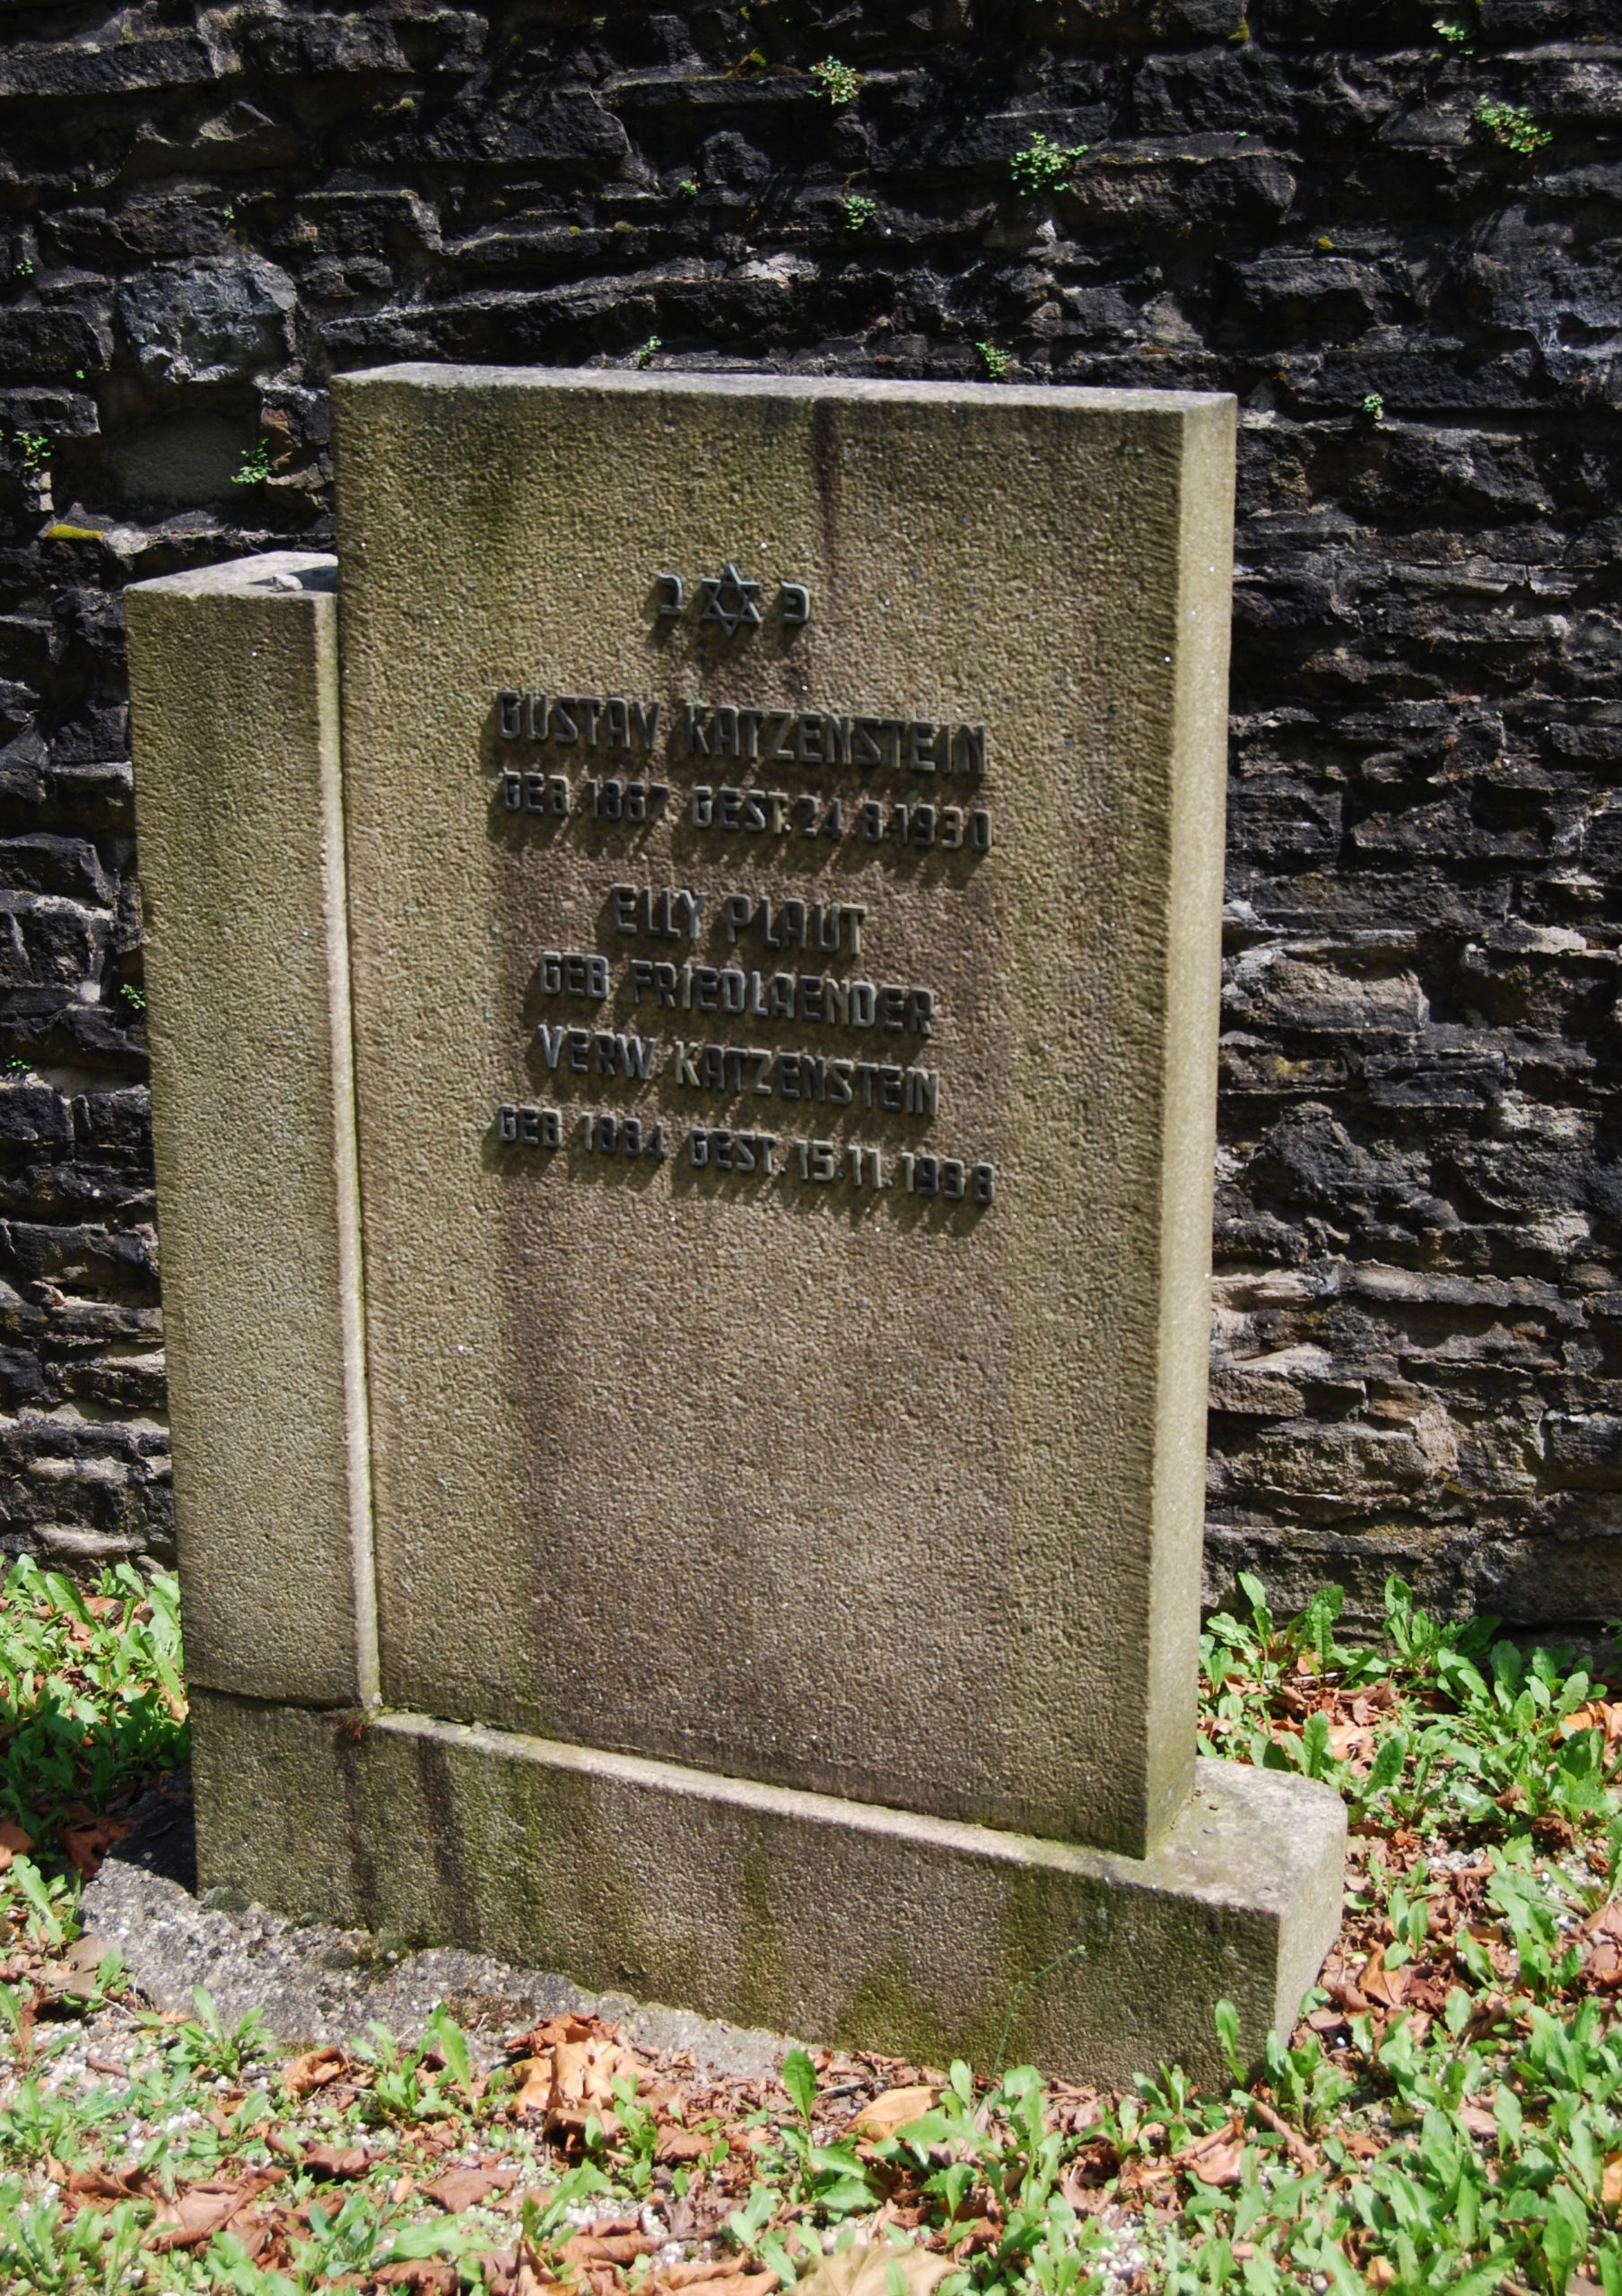 פ ✡ נ
GUSTAV KATZENSTEIN
GEB. 1867 GEST. 24.8.1930
ELLY PLAUT
GEB FRIEDLAENDER
VERW. KATZENSTEIN
GEB 1884 GEST. 15.11.1938